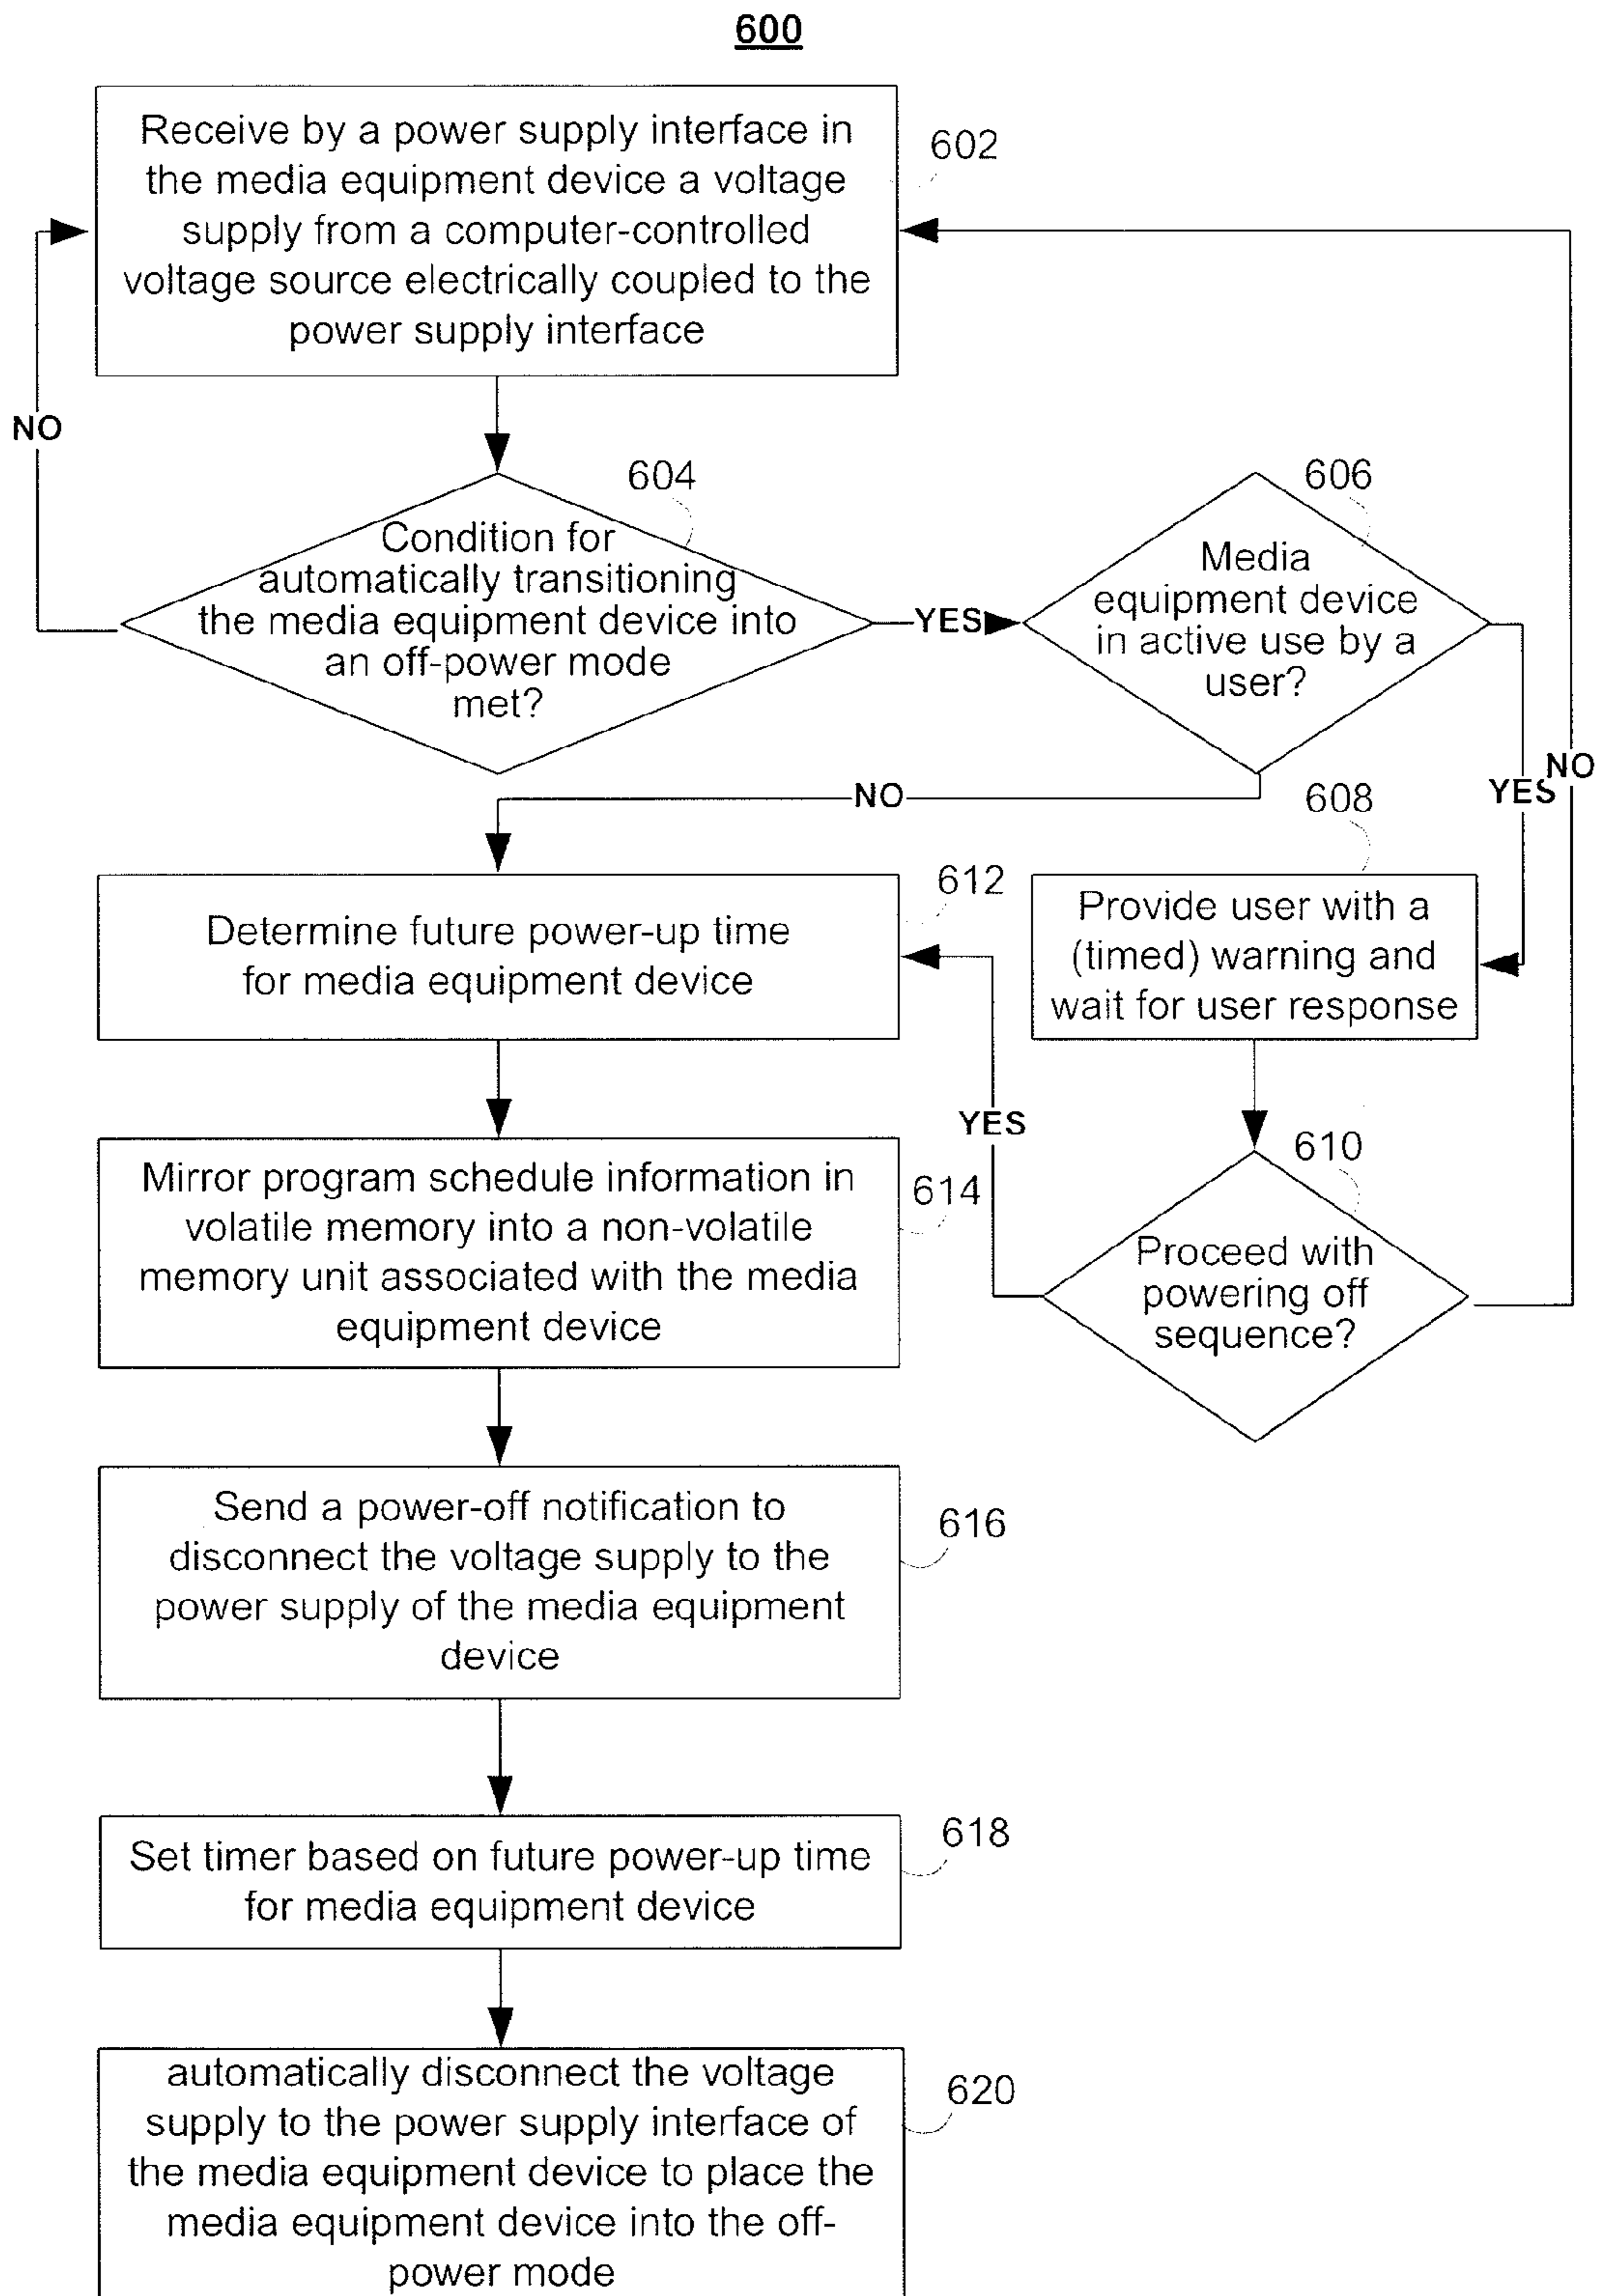 600
Receive by a power supply interface in
the media equipment device a voltage
supply from a computer-controlled
voltage source electrically coupled to the
power supply interface
602
NO
604
Condition for
automatically transitioning
the media equipment device into
an off-power mode
met?
YES
606
Media
equipment device
in active use by a
user?
NO
YES
NO
608
Provide user with a
(timed) warning and
wait for user response
612
Determine future power-up time
for media equipment device
YES
610
Proceed with
powering off
sequence?
Mirror program schedule information in
volatile memory into a non-volatile
memory unit associated with the media
equipment device
614
Send a power-off notification to
disconnect the voltage supply to the
power supply of the media equipment
device
616
Set timer based on future power-up time
for media equipment device
618
automatically disconnect the voltage
supply to the power supply interface of
the media equipment device to place the
media equipment device into the off-
power mode
620